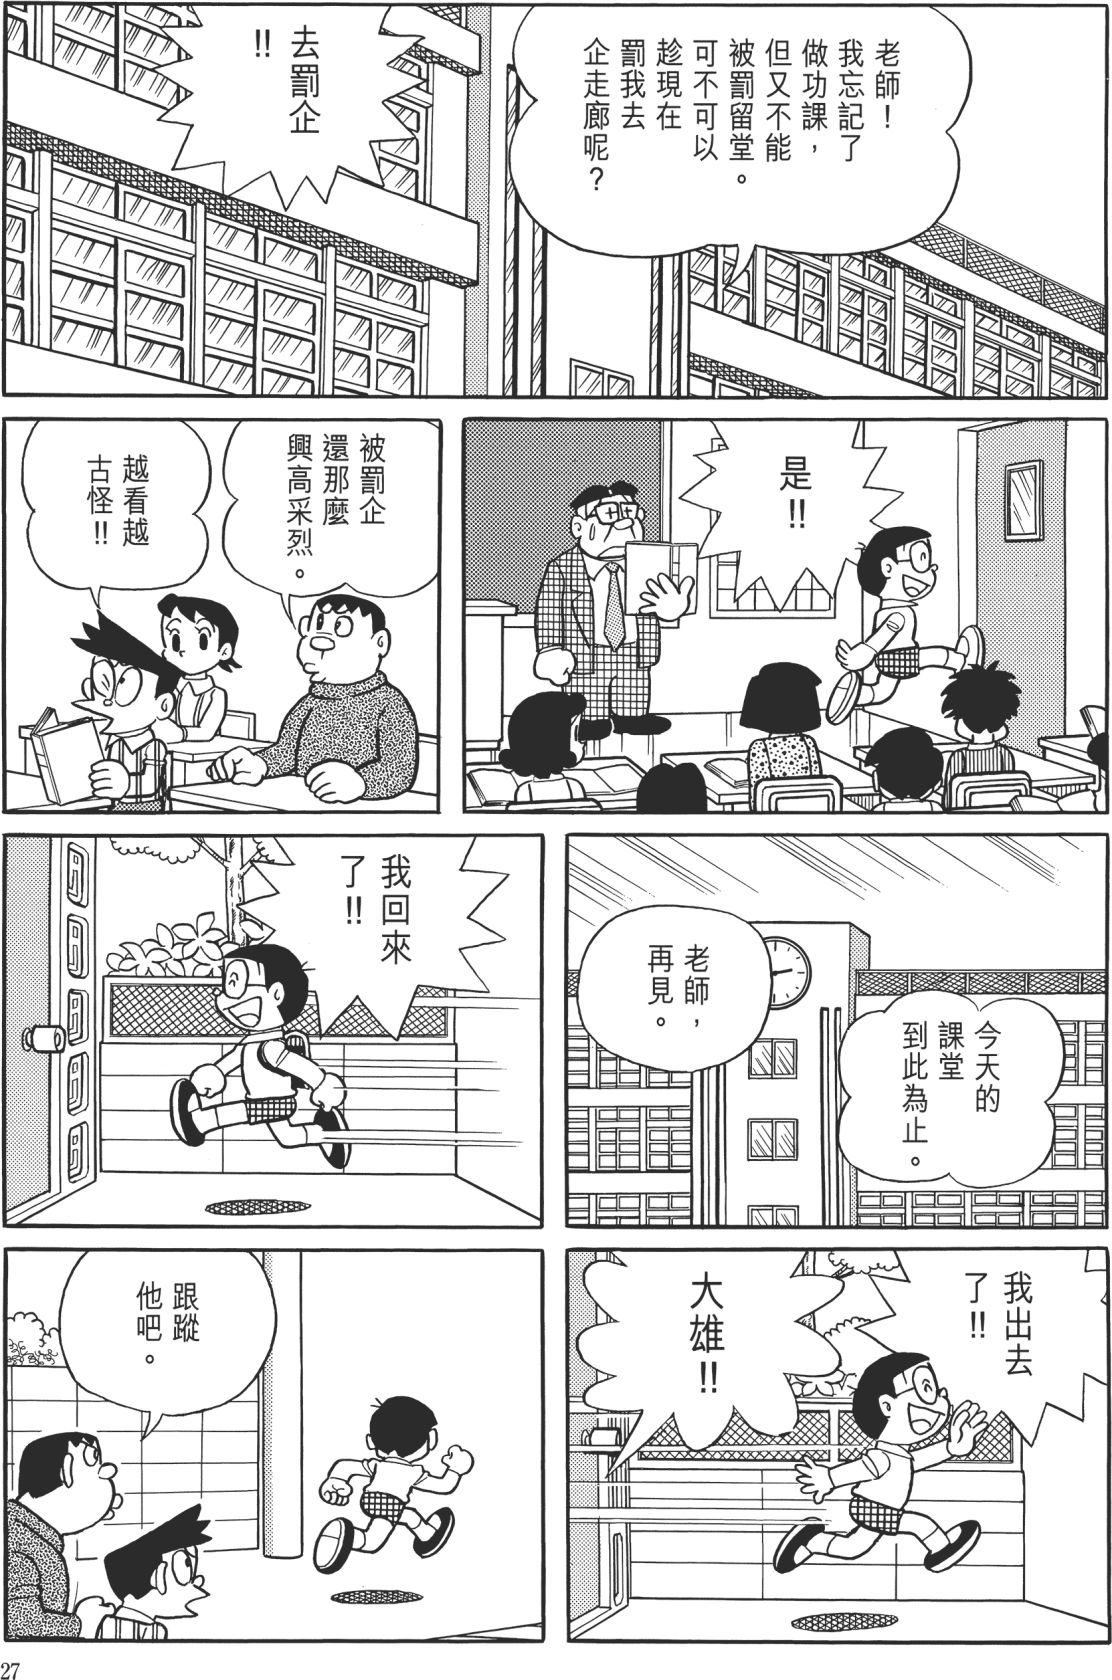 老師！
我忘記了
做功課，
但又不能
被罰留堂。
可不可以
趁現在
罰我去
企走廊呢？
去罰企
!!
是!!
被罰企
還那麼
興高采烈。
越看越
古怪!!
今天的
課堂
到此為止。
老師，
再見。
我回來
了!!
我出去
了!!
大雄!!
跟蹤
他吧。
27